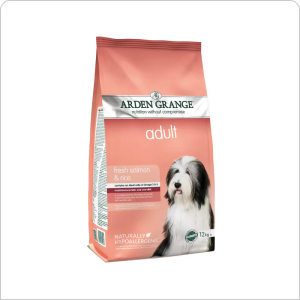 ARDEN GRANGE
nutrition without compromise
adult
fresh salmon
& rice
NATURALLY
HYPOALLERGENIC
12kg